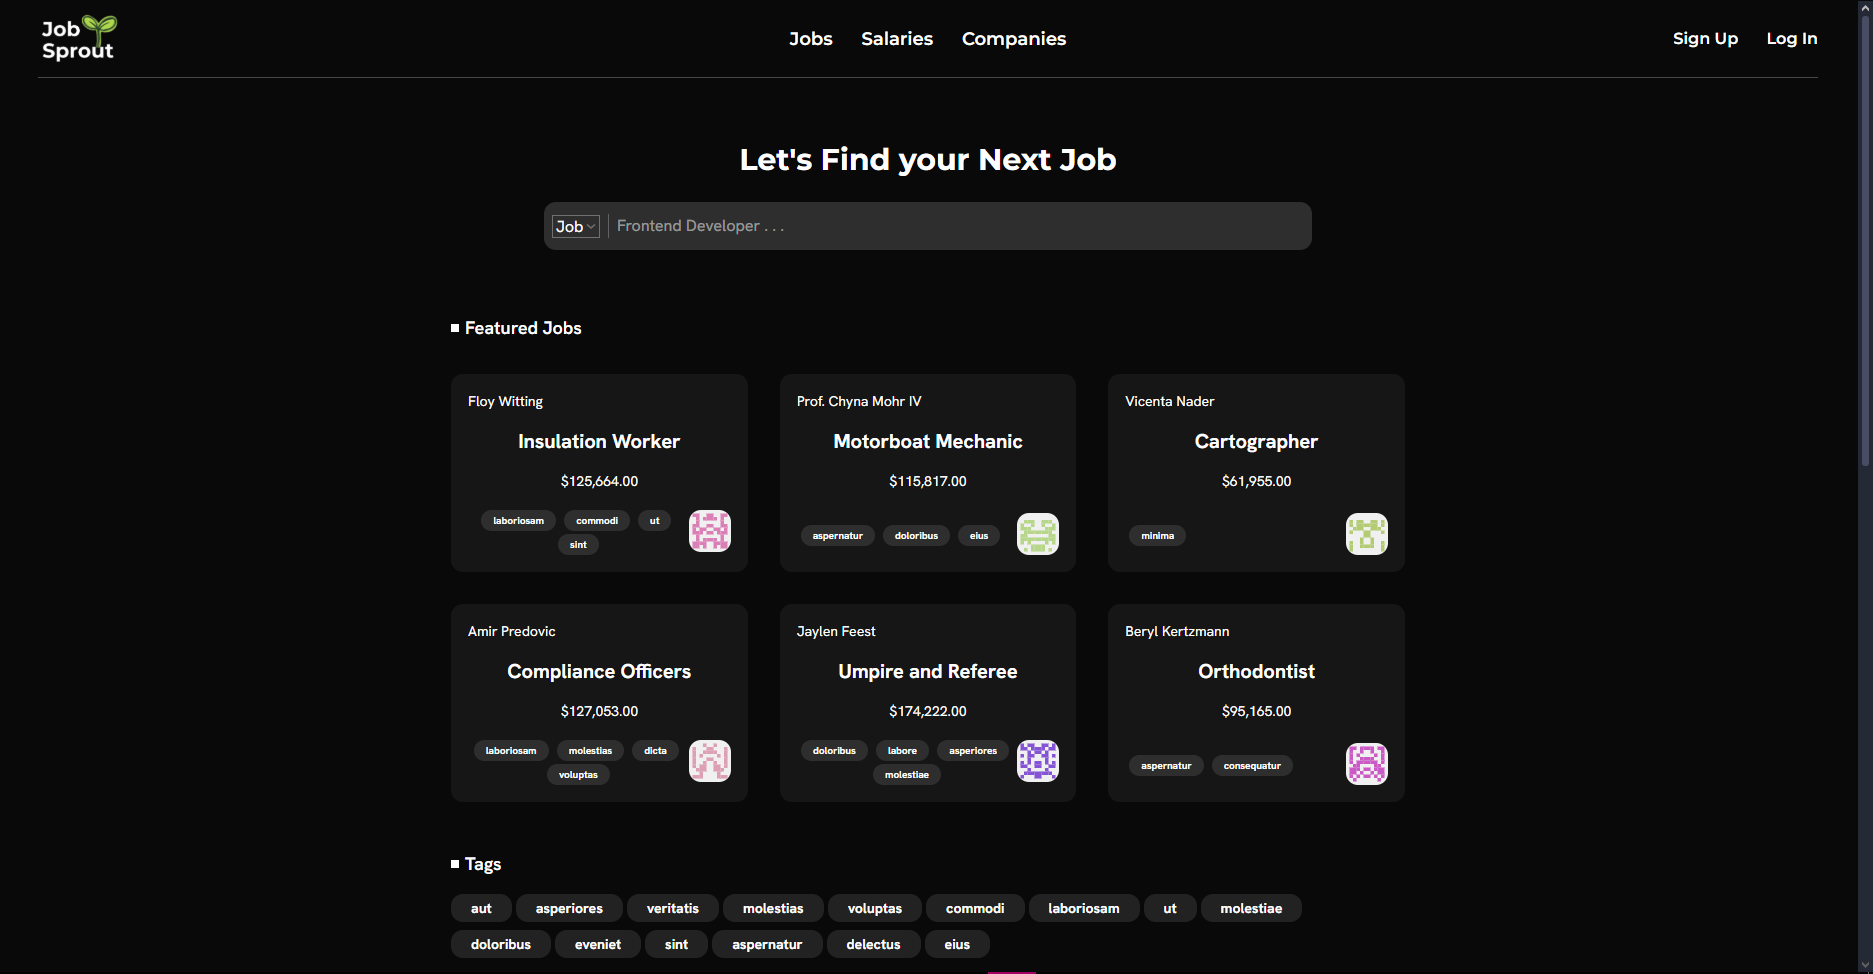 Job
Sprout
Jobs
Salaries
Companies
Sign Up
Log In
Let's Find your Next Job
Job
Frontend Developer . . .
Featured Jobs
Floy Witting
Insulation Worker
$125,664.00
laboriosam
commodi
ut
sint
Prof. Chyna Mohr IV
Motorboat Mechanic
$115,817.00
aspernatur
doloribus
eius
Vicenta Nader
Cartographer
$61,955.00
minima
Amir Predovic
Compliance Officers
$127,053.00
laboriosam
molestias
dicta
voluptas
Jaylen Feest
Umpire and Referee
$174,222.00
doloribus
labore
asperiores
molestiae
Beryl Kertzmann
Orthodontist
$95,165.00
aspernatur
consequatur
Tags
aut
asperiores
veritatis
molestias
voluptas
commodi
laboriosam
ut
molestiae
doloribus
eveniet
sint
aspernatur
delectus
eius